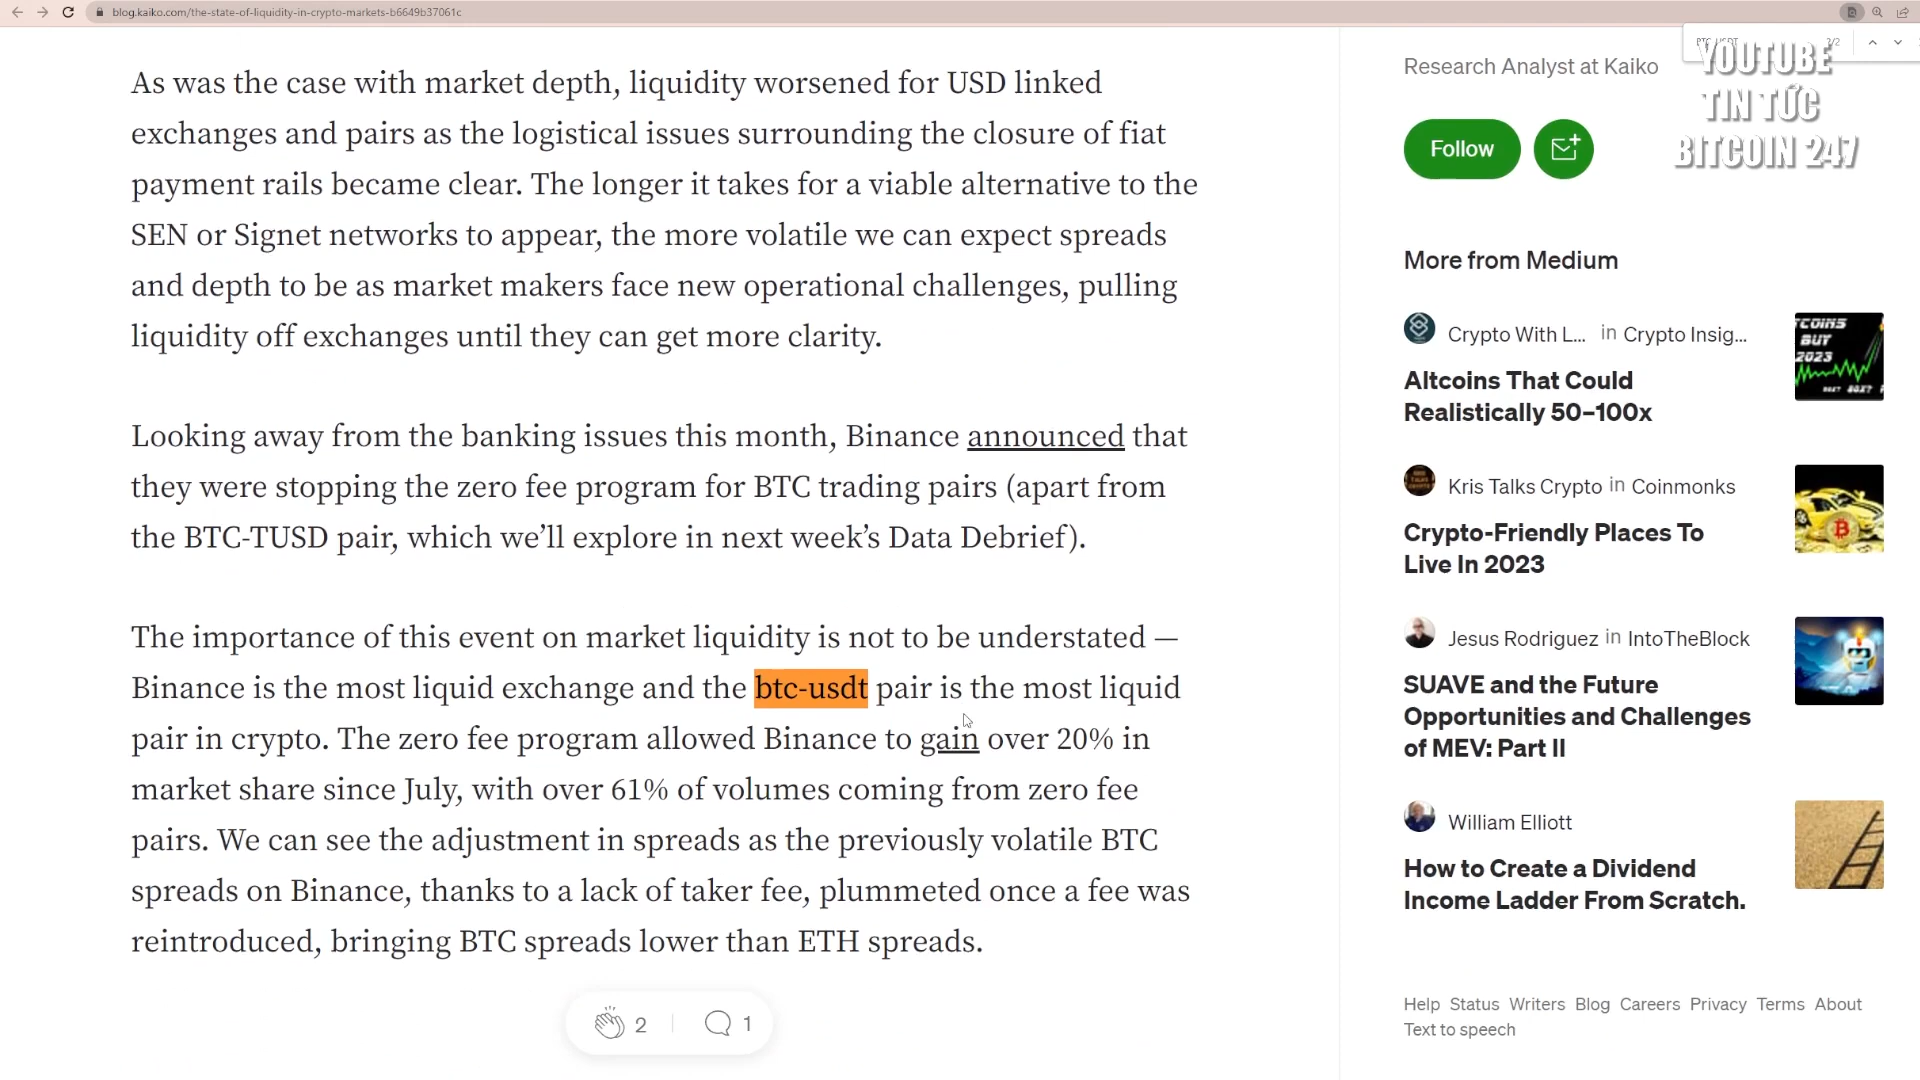 blog.kaiko.com/the-state-of-liquidity-in-crypto-markets-b6649b37061c
As was the case with market depth, liquidity worsened for USD linked
exchanges and pairs as the logistical issues surrounding the closure of fiat
payment rails became clear. The longer it takes for a viable alternative to the
SEN or Signet networks to appear, the more volatile we can expect spreads
and depth to be as market makers face new operational challenges, pulling
liquidity off exchanges until they can get more clarity.
Looking away from the banking issues this month, Binance announced that
they were stopping the zero fee program for BTC trading pairs (apart from
the BTC-TUSD pair, which we’ll explore in next week’s Data Debrief).
The importance of this event on market liquidity is not to be understated —
Binance is the most liquid exchange and the btc-usdt pair is the most liquid
pair in crypto. The zero fee program allowed Binance to gain over 20% in
market share since July, with over 61% of volumes coming from zero fee
pairs. We can see the adjustment in spreads as the previously volatile BTC
spreads on Binance, thanks to a lack of taker fee, plummeted once a fee was
reintroduced, bringing BTC spreads lower than ETH spreads.
2
1
YOUTUBE
TIN TỨC
BITCOIN 247
Research Analyst at Kaiko
Follow
More from Medium
Crypto With L... in Crypto Insig...
Altcoins That Could
Realistically 50–100x
BUY
2023
Kris Talks Crypto in Coinmonks
Crypto-Friendly Places To
Live In 2023
Jesus Rodriguez in IntoTheBlock
SUAVE and the Future
Opportunities and Challenges
of MEV: Part II
William Elliott
How to Create a Dividend
Income Ladder From Scratch.
Help Status Writers Blog Careers Privacy Terms About
Text to speech